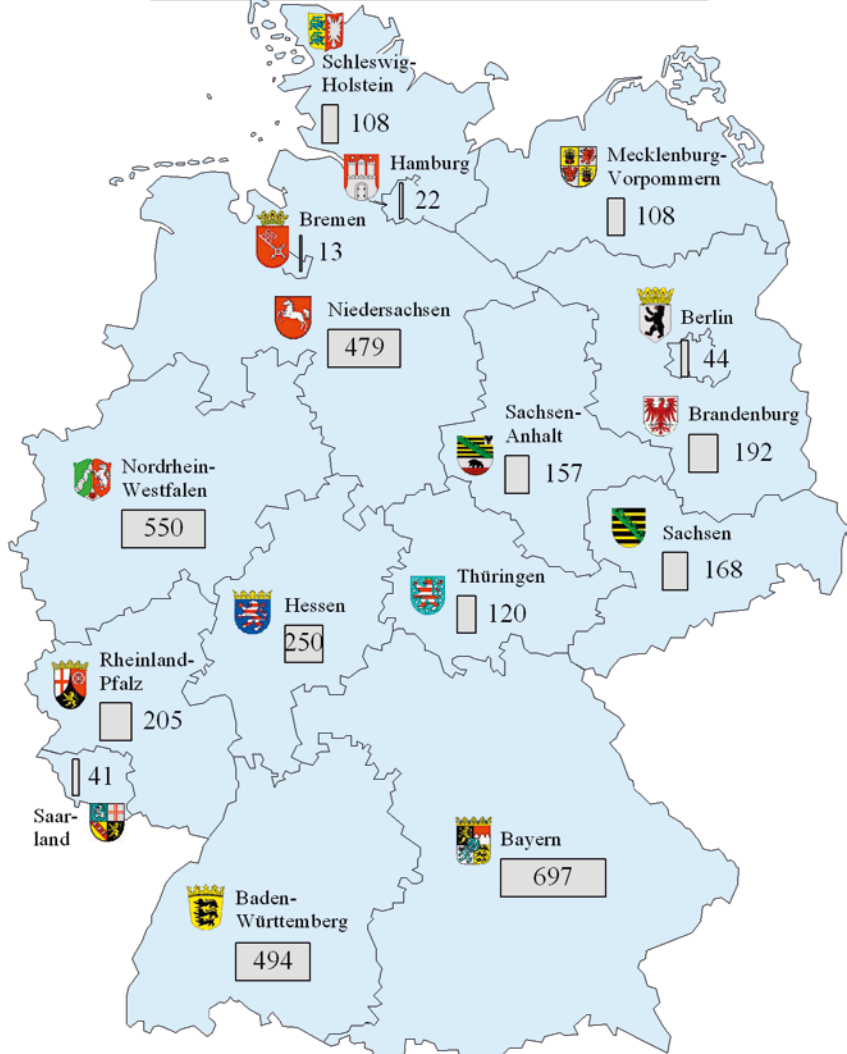 Schleswig-
Holstein
108
Hamburg
22
Mecklenburg-
Vorpommern
108
Bremen
13
Niedersachsen
479
Berlin
44
Brandenburg
192
Sachsen-
Anhalt
157
Nordrhein-
Westfalen
550
Sachsen
168
Thüringen
120
Hessen
250
Rheinland-
Pfalz
205
41
Saar-
land
Bayern
697
Baden-
Württemberg
494